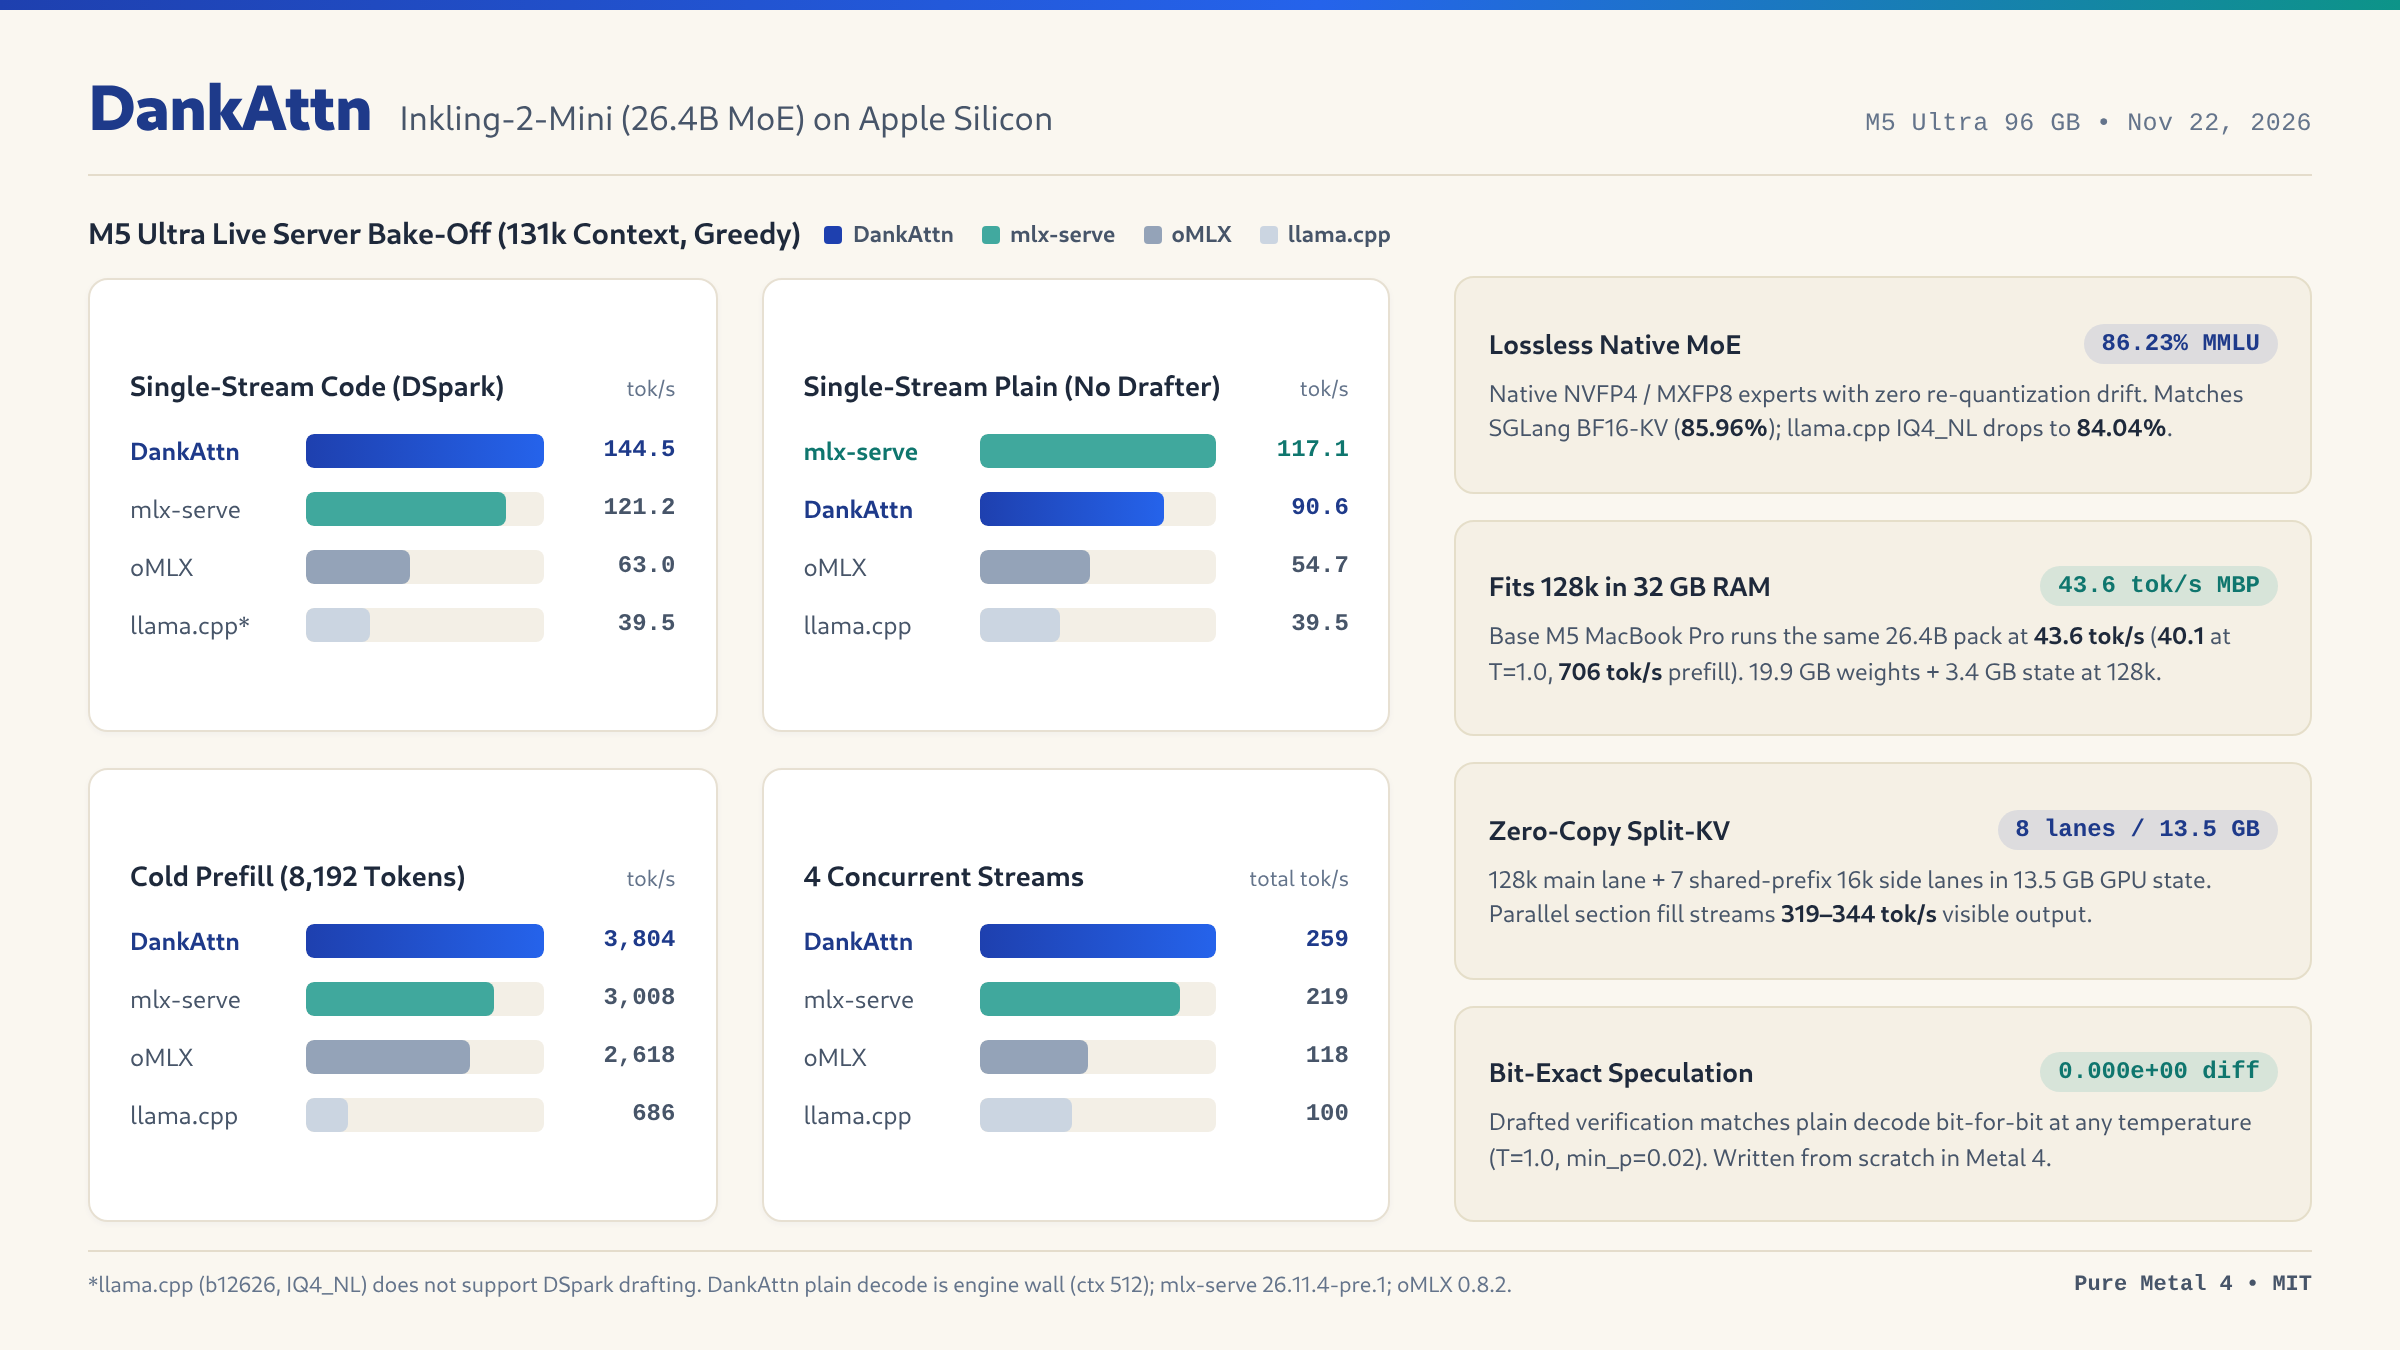 DankAttn Inkling-2-Mini (26.4B MoE) on Apple Silicon
M5 Ultra 96 GB • Nov 22, 2026
M5 Ultra Live Server Bake-Off (131k Context, Greedy)
DankAttn mlx-serve oMLX llama.cpp
Single-Stream Code (DSpark) tok/s
DankAttn 144.5
mlx-serve 121.2
oMLX 63.0
llama.cpp* 39.5
Single-Stream Plain (No Drafter) tok/s
mlx-serve 117.1
DankAttn 90.6
oMLX 54.7
llama.cpp 39.5
Cold Prefill (8,192 Tokens) tok/s
DankAttn 3,804
mlx-serve 3,008
oMLX 2,618
llama.cpp 686
4 Concurrent Streams total tok/s
DankAttn 259
mlx-serve 219
oMLX 118
llama.cpp 100
Lossless Native MoE 86.23% MMLU
Native NVFP4 / MXFP8 experts with zero re-quantization drift. Matches
SGLang BF16-KV (85.96%); llama.cpp IQ4_NL drops to 84.04%.
Fits 128k in 32 GB RAM 43.6 tok/s MBP
Base M5 MacBook Pro runs the same 26.4B pack at 43.6 tok/s (40.1 at
T=1.0, 706 tok/s prefill). 19.9 GB weights + 3.4 GB state at 128k.
Zero-Copy Split-KV 8 lanes / 13.5 GB
128k main lane + 7 shared-prefix 16k side lanes in 13.5 GB GPU state.
Parallel section fill streams 319–344 tok/s visible output.
Bit-Exact Speculation 0.000e+00 diff
Drafted verification matches plain decode bit-for-bit at any temperature
(T=1.0, min_p=0.02). Written from scratch in Metal 4.
*llama.cpp (b12626, IQ4_NL) does not support DSpark drafting. DankAttn plain decode is engine wall (ctx 512); mlx-serve 26.11.4-pre.1; oMLX 0.8.2.
Pure Metal 4 • MIT